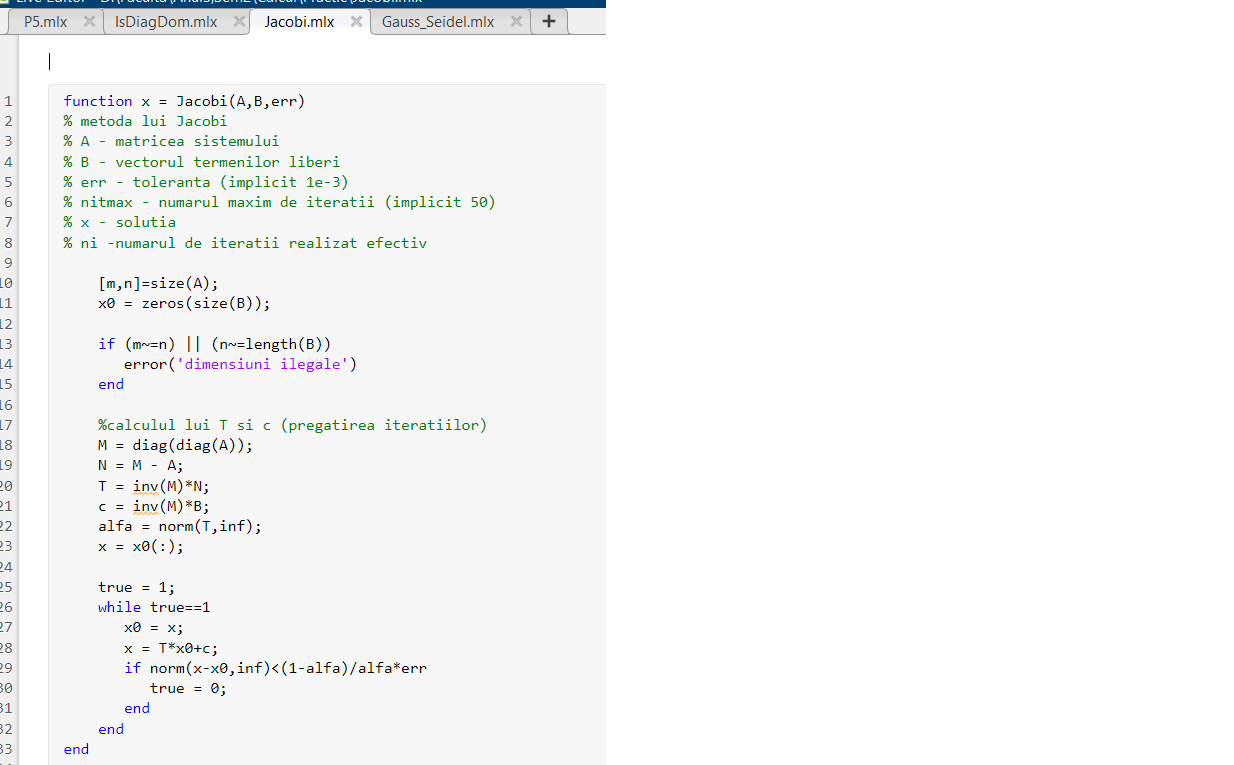 P5.mlx IsDiagDom.mlx Jacobi.mlx Gauss_Seidel.mlx +
1 function x = Jacobi(A,B,err)
2 % metoda lui Jacobi
3 % A - matricea sistemului
4 % B - vectorul termenilor liberi
5 % err - toleranta (implicit 1e-3)
6 % nitmax - numarul maxim de iteratii (implicit 50)
7 % x - solutia
8 % ni -numarul de iteratii realizat efectiv
9
10 [m,n]=size(A);
11 x0 = zeros(size(B));
12
13 if (m~=n) || (n~=length(B))
14 error('dimensiuni ilegale')
15 end
16
17 %calculul lui T si c (pregatirea iteratiilor)
18 M = diag(diag(A));
19 N = M - A;
20 T = inv(M)*N;
21 c = inv(M)*B;
22 alfa = norm(T,inf);
23 x = x0(:);
24
25 true = 1;
26 while true==1
27 x0 = x;
28 x = T*x0+c;
29 if norm(x-x0,inf)<(1-alfa)/alfa*err
30 true = 0;
31 end
32 end
33 end